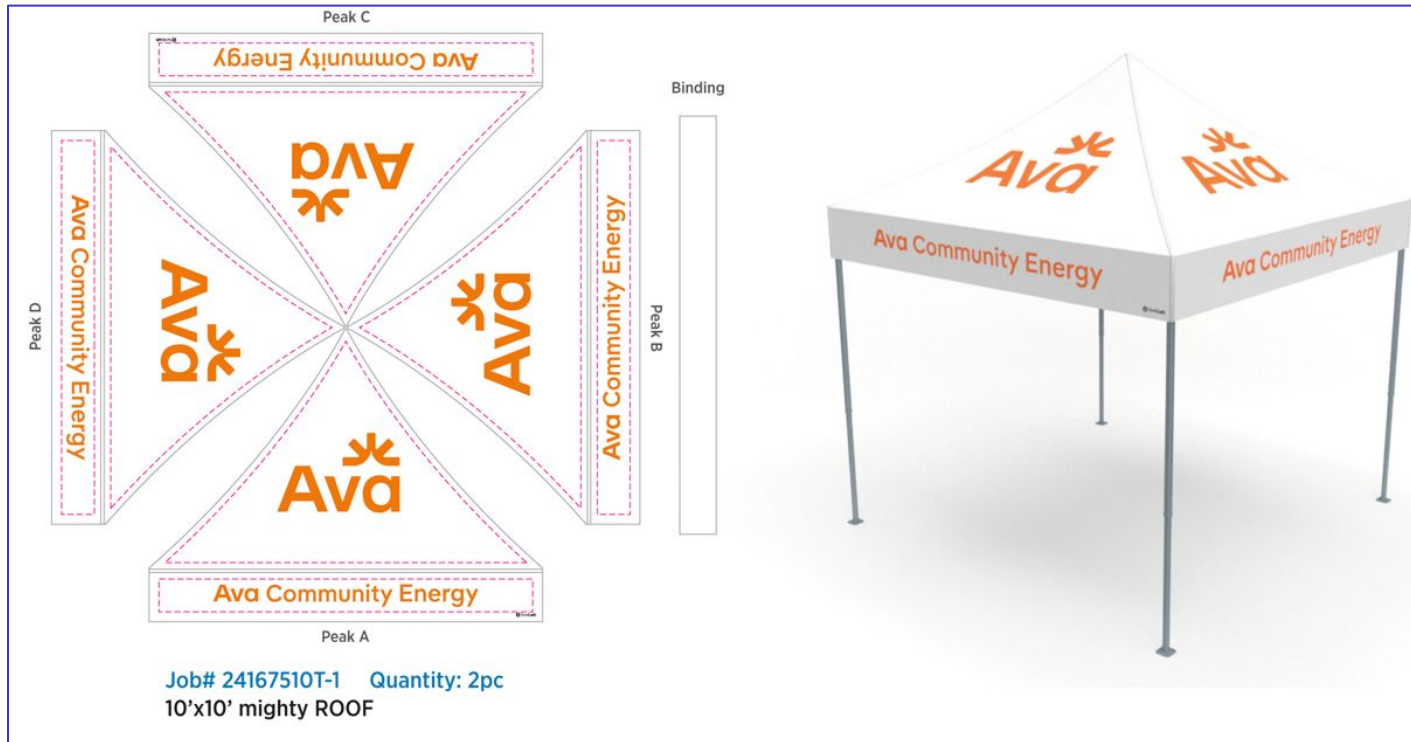 Peak C
Ava Community Energy
Ava
Binding
Peak D
Ava Community Energy
Ava
Ava
Ava Community Energy
Peak B
Ava
Ava Community Energy
Peak A
Job# 24167510T-1 Quantity: 2pc
10’x10’ mighty ROOF
Ava
Ava
Ava Community Energy
Ava Community Energy